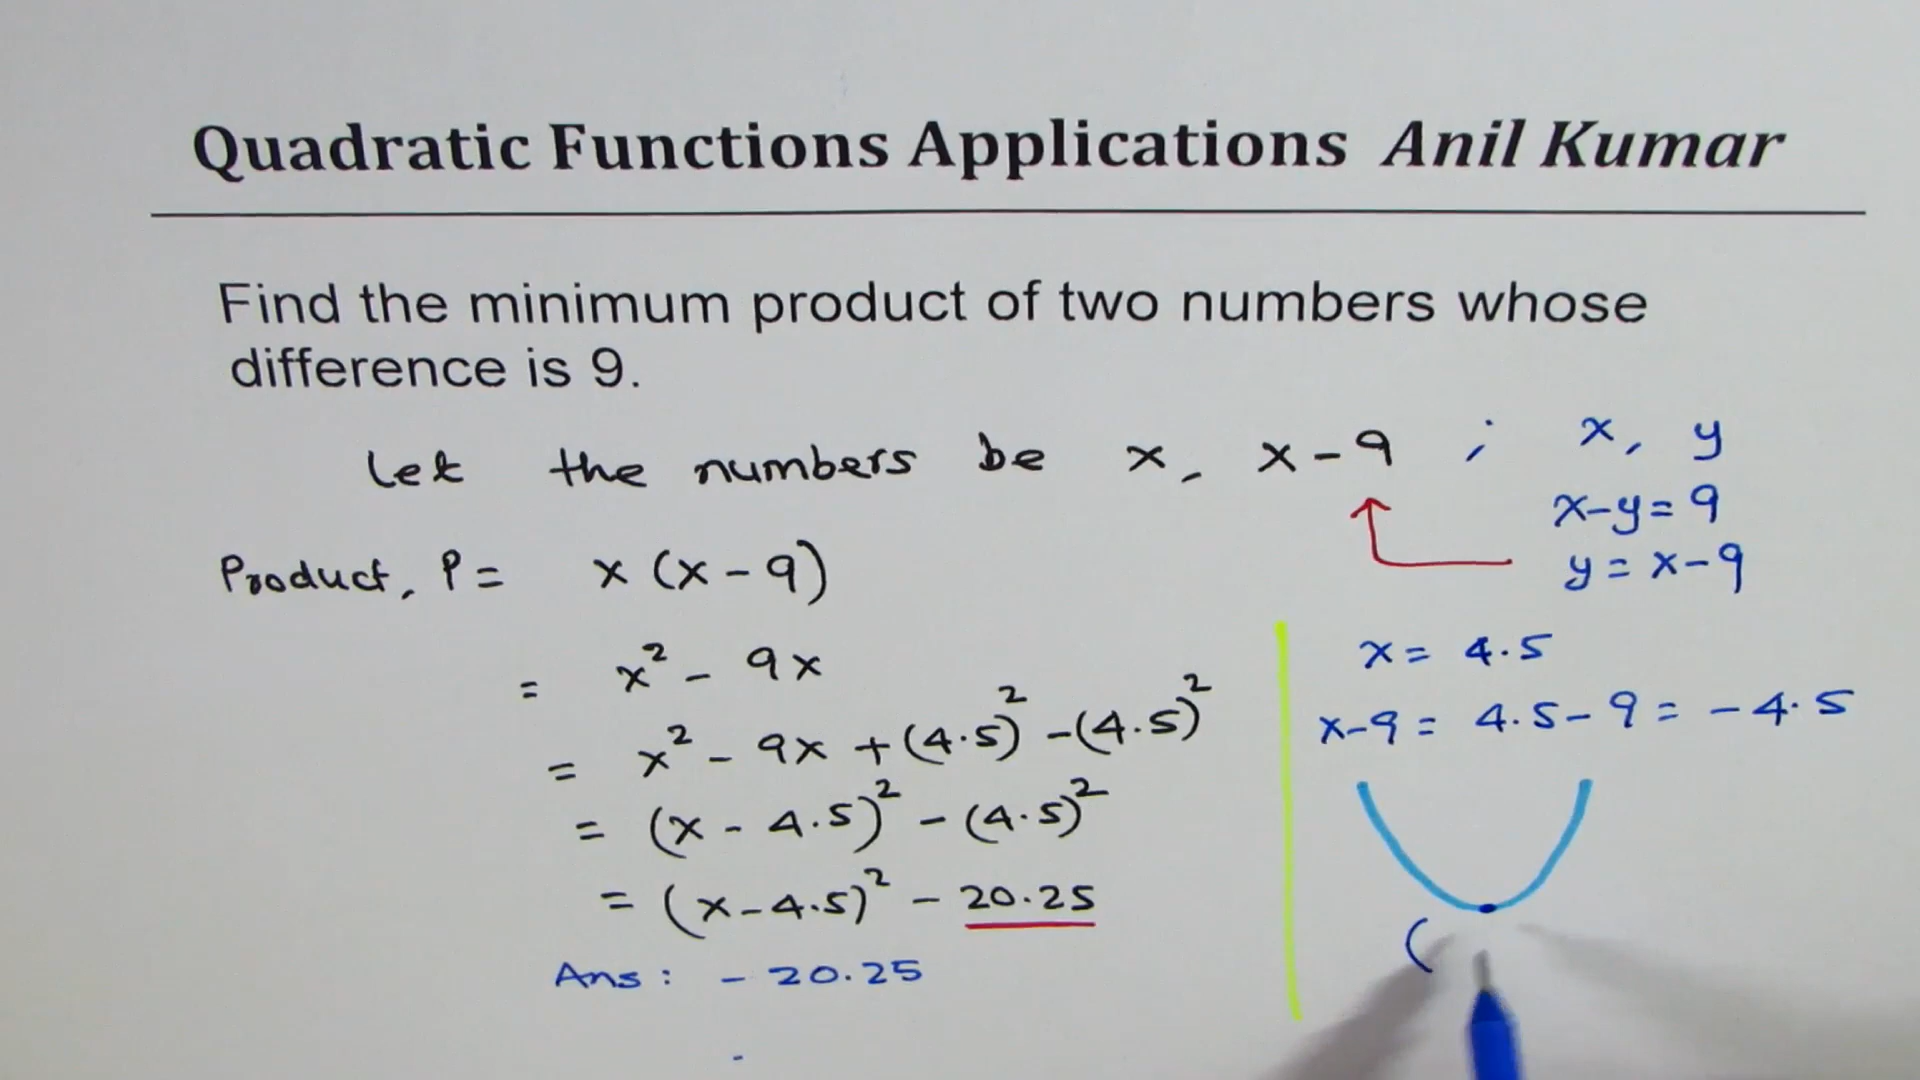 Quadratic Functions Applications Anil Kumar
Find the minimum product of two numbers whose
difference is 9.
Let the numbers be x, x - 9 ; x, y
x - y = 9
y = x - 9
Product, P = x (x - 9)
= x² - 9x
= x² - 9x + (4.5)² - (4.5)²
= (x - 4.5)² - (4.5)²
= (x - 4.5)² - 20.25
Ans : - 20.25
x = 4.5
x - 9 = 4.5 - 9 = - 4.5
(